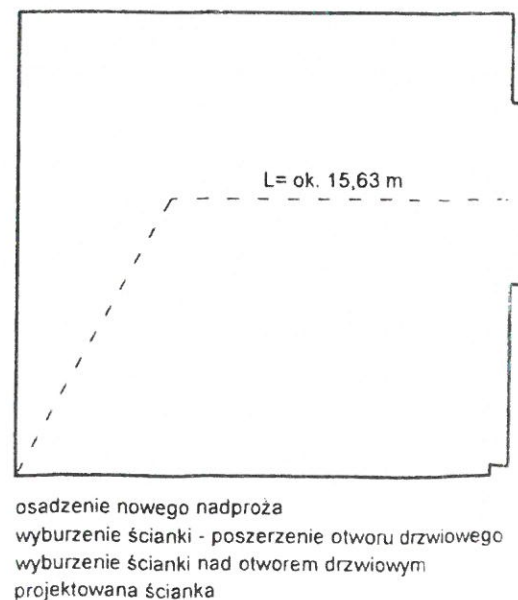 L= ok. 15,63 m
osadzenie nowego nadproża
wyburzenie ścianki - poszerzenie otworu drzwiowego
wyburzenie ścianki nad otworem drzwiowym
projektowana ścianka